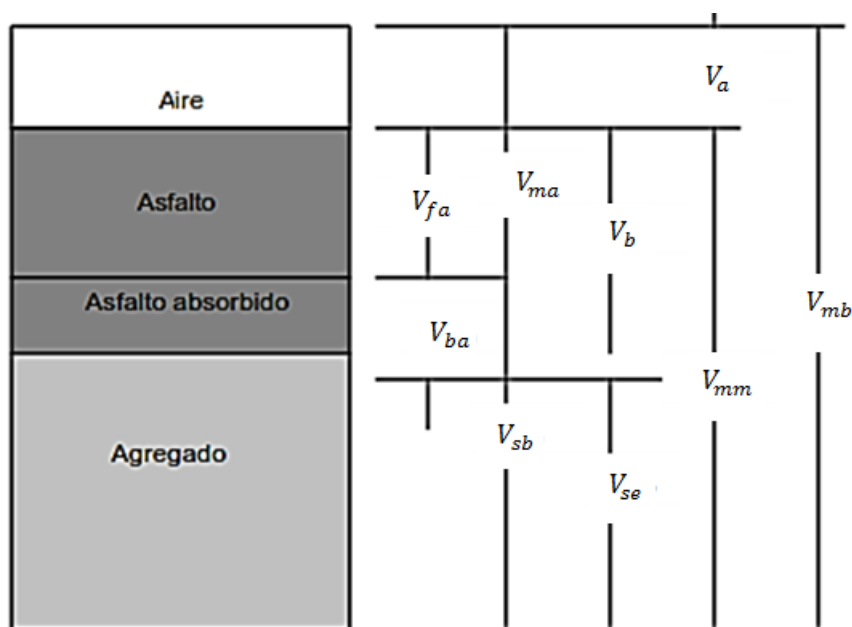 Aire
Asfalto
Asfalto absorbido
Agregado
V_a
V_fa
V_ma
V_b
V_mb
V_ba
V_mm
V_sb
V_se